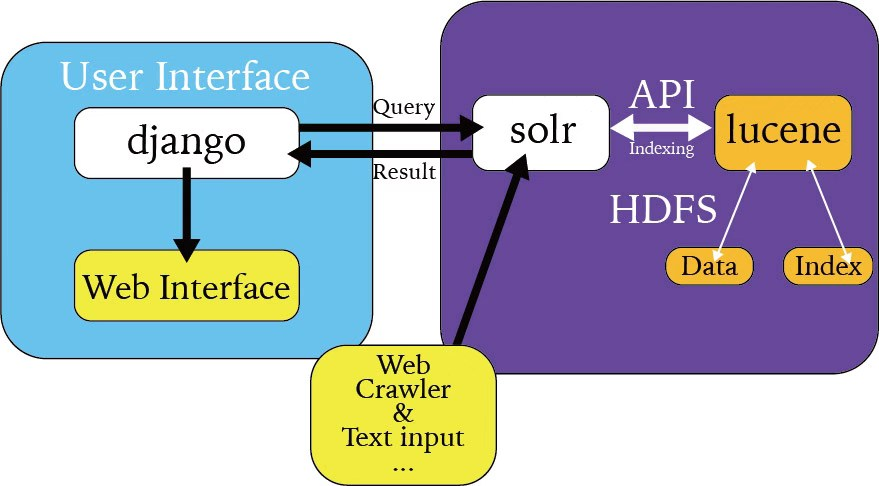 User Interface
django
Web Interface
Query
Result
solr
API
Indexing
lucene
HDFS
Data
Index
Web
Crawler
&
Text input
...